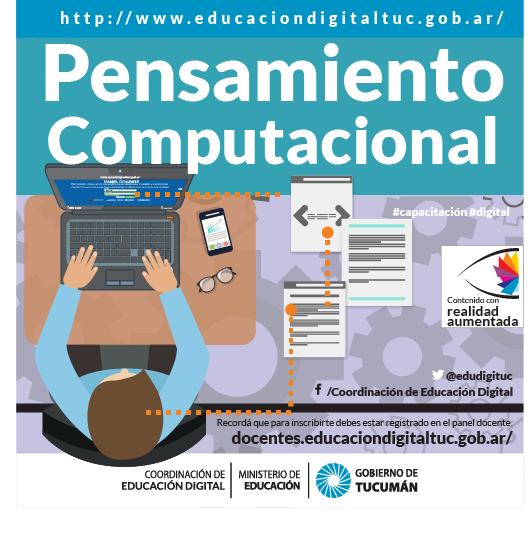 http://www.educaciondigitaltuc.gob.ar/
Pensamiento
Computacional
PANEL DOCENTE
#capacitación #digital
Contenido con
realidad
aumentada
@edudigituc
/Coordinación de Educación Digital
Recordá que para inscribirte debes estar registrado en el panel docente:
docentes.educaciondigitaltuc.gob.ar/
COORDINACIÓN DE
EDUCACIÓN DIGITAL
MINISTERIO DE
EDUCACIÓN
GOBIERNO DE
TUCUMÁN